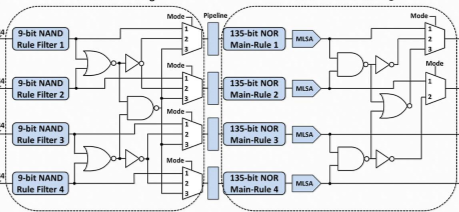 Mode
Pipeline
Mode
4
9-bit NAND
Rule Filter 1
1
2
3
135-bit NOR
Main-Rule 1
MLSA
1
2
3
Mode
Mode
4
9-bit NAND
Rule Filter 2
1
2
3
135-bit NOR
Main-Rule 2
MLSA
1
2
Mode
4
9-bit NAND
Rule Filter 3
1
2
3
135-bit NOR
Main-Rule 3
MLSA
Mode
4
9-bit NAND
Rule Filter 4
1
2
3
135-bit NOR
Main-Rule 4
MLSA